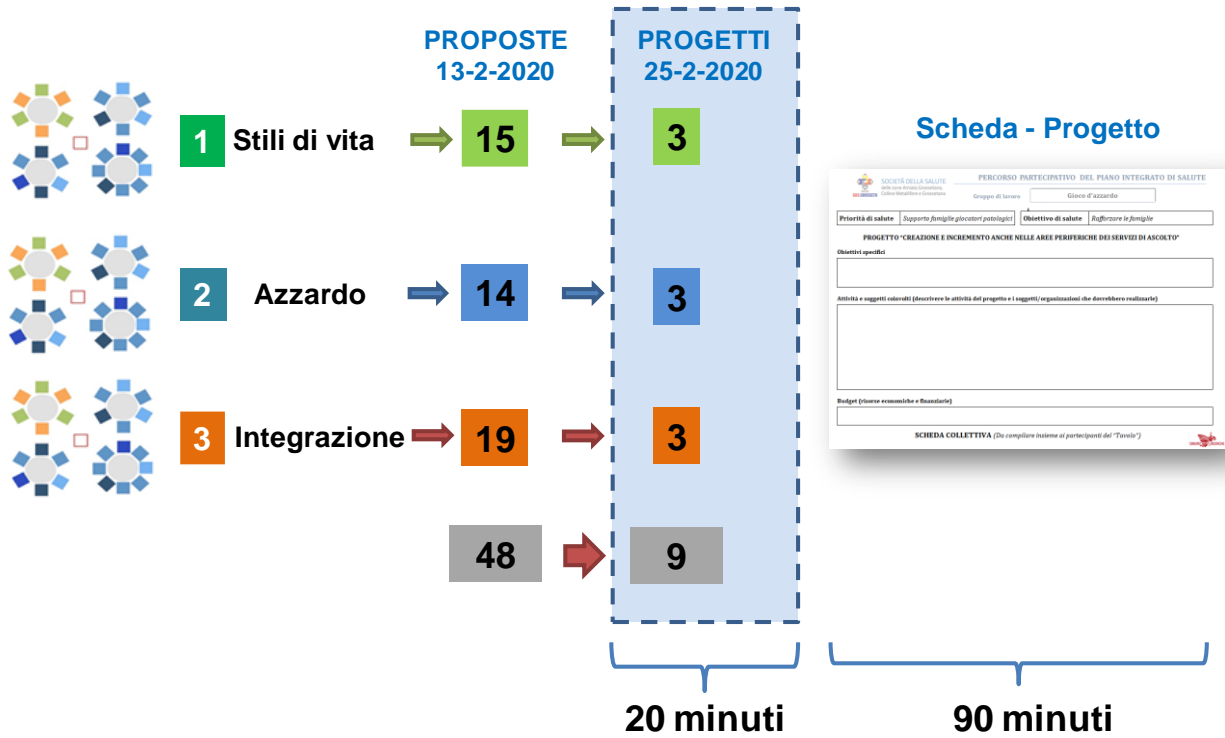 PROPOSTE
13-2-2020
PROGETTI
25-2-2020
1 Stili di vita 15 3
2 Azzardo 14 3
3 Integrazione 19 3
48 9
20 minuti
90 minuti
Scheda - Progetto
SOCIETÀ DELLA SALUTE
PERCORSO PARTECIPATIVO DEL PIANO INTEGRATO DI SALUTE
Gruppo di lavoro Gioco d'azzardo
Priorità di salute Supporto famiglie giocatori patologici Obiettivo di salute Rafforzare le famiglie
PROGETTO "CREAZIONE E INCREMENTO ANCHE NELLE AREE PERIFERICHE DEI SERVIZI DI ASCOLTO"
Obiettivi specifici
Attività e soggetti coinvolti (descrivere le attività del progetto e i soggetti/organizzazioni che dovrebbero realizzarle)
Budget (risorse economiche e finanziarie)
SCHEDA COLLETTIVA (Da compilare insieme ai partecipanti del "Tavolo")